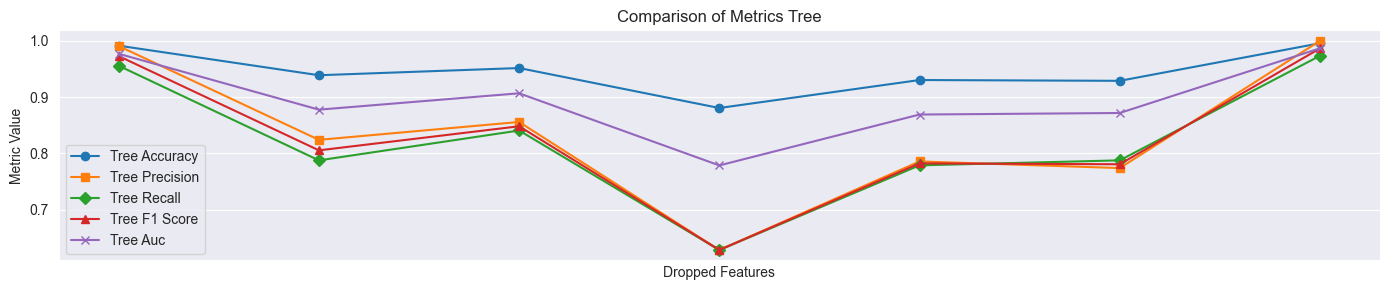 Comparison of Metrics Tree
Metric Value
1.0
0.9
0.8
0.7
Tree Accuracy
Tree Precision
Tree Recall
Tree F1 Score
Tree Auc
Dropped Features